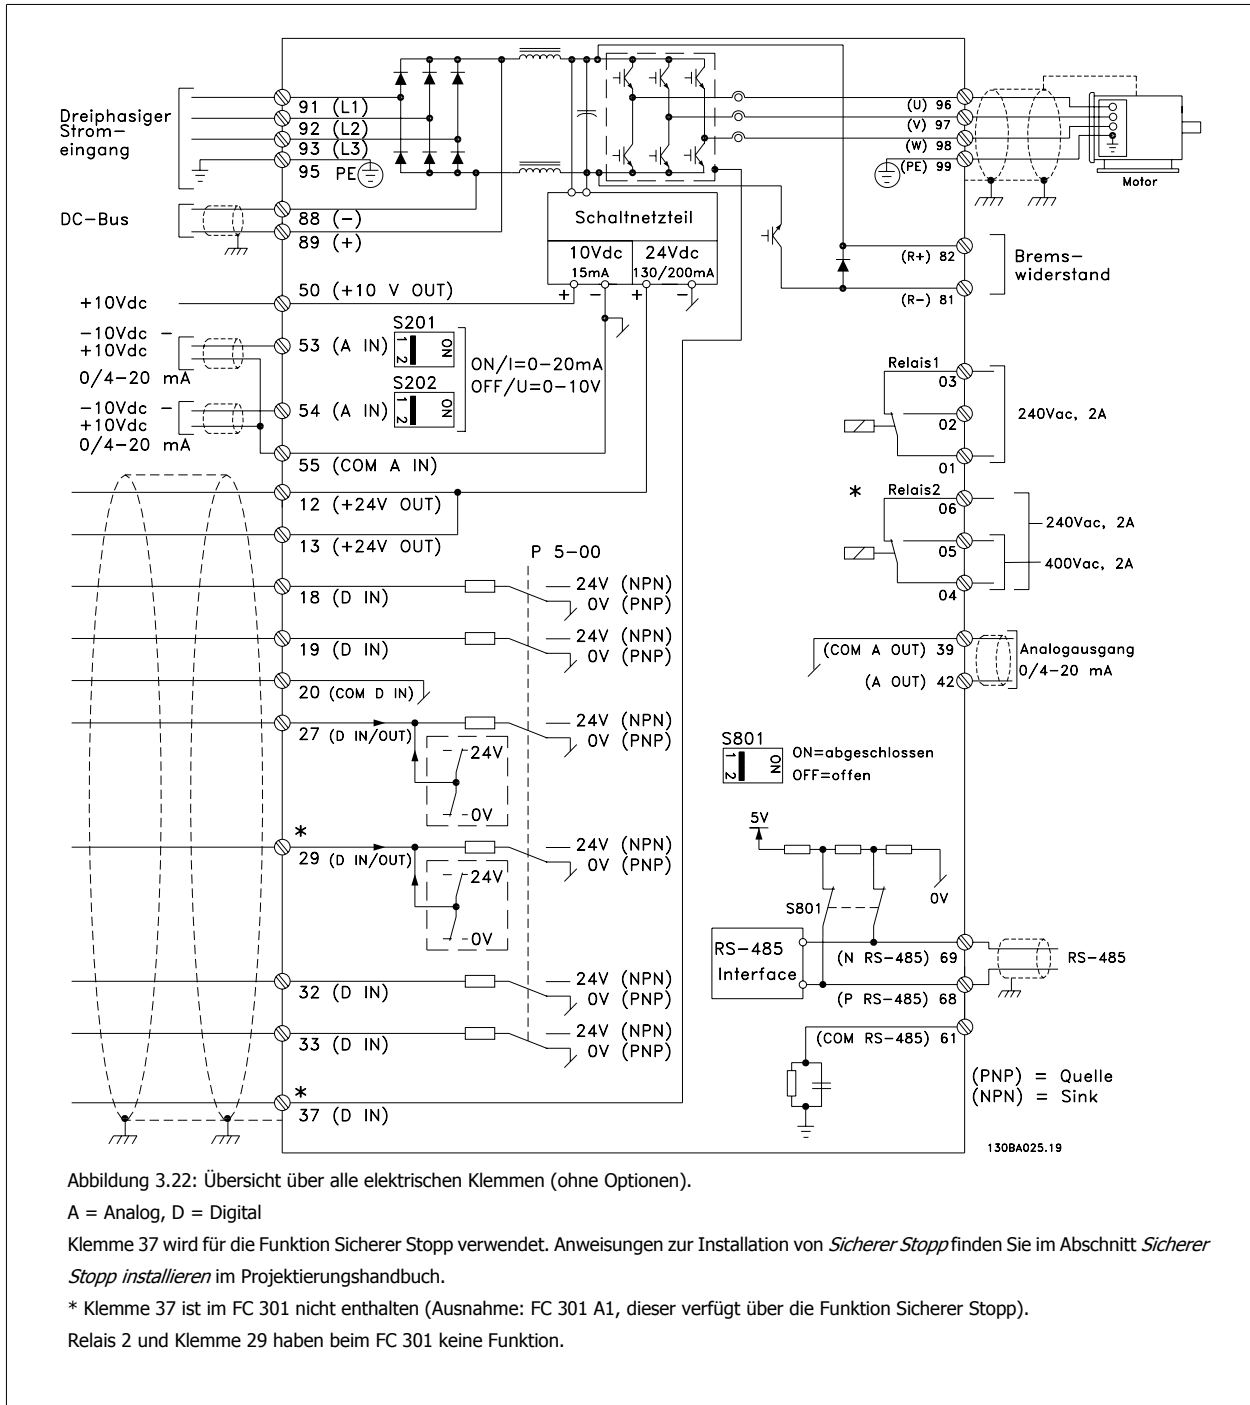 Dreiphasiger
Strom-
eingang
91 (L1)
92 (L2)
93 (L3)
95 PE
DC-Bus
88 (-)
89 (+)
Schaltnetzteil
10Vdc
15mA
24Vdc
130/200mA
+ - + -
(U) 96
(V) 97
(W) 98
(PE) 99
Motor
(R+) 82
(R-) 81
Brems-
widerstand
+10Vdc
50 (+10 V OUT)
-10Vdc -
+10Vdc
0/4-20 mA
53 (A IN)
S201
1 2
ON
ON/I=0-20mA
OFF/U=0-10V
S202
1 2
ON
-10Vdc -
+10Vdc
0/4-20 mA
54 (A IN)
55 (COM A IN)
12 (+24V OUT)
13 (+24V OUT)
Relais1
03
02
01
240Vac, 2A
* Relais2
06
05
04
240Vac, 2A
400Vac, 2A
P 5-00
18 (D IN)
24V (NPN)
0V (PNP)
19 (D IN)
24V (NPN)
0V (PNP)
20 (COM D IN)
27 (D IN/OUT)
24V (NPN)
0V (PNP)
24V
0V
*
29 (D IN/OUT)
24V (NPN)
0V (PNP)
24V
0V
32 (D IN)
24V (NPN)
0V (PNP)
33 (D IN)
24V (NPN)
0V (PNP)
*
37 (D IN)
(COM A OUT) 39
(A OUT) 42
Analogausgang
0/4-20 mA
S801
1 2
ON
ON=abgeschlossen
OFF=offen
5V
0V
S801
RS-485
Interface
(N RS-485) 69
(P RS-485) 68
RS-485
(COM RS-485) 61
(PNP) = Quelle
(NPN) = Sink
130BA025.19
Abbildung 3.22: Übersicht über alle elektrischen Klemmen (ohne Optionen).
A = Analog, D = Digital
Klemme 37 wird für die Funktion Sicherer Stopp verwendet. Anweisungen zur Installation von Sicherer Stopp finden Sie im Abschnitt Sicherer
Stopp installieren im Projektierungshandbuch.
* Klemme 37 ist im FC 301 nicht enthalten (Ausnahme: FC 301 A1, dieser verfügt über die Funktion Sicherer Stopp).
Relais 2 und Klemme 29 haben beim FC 301 keine Funktion.